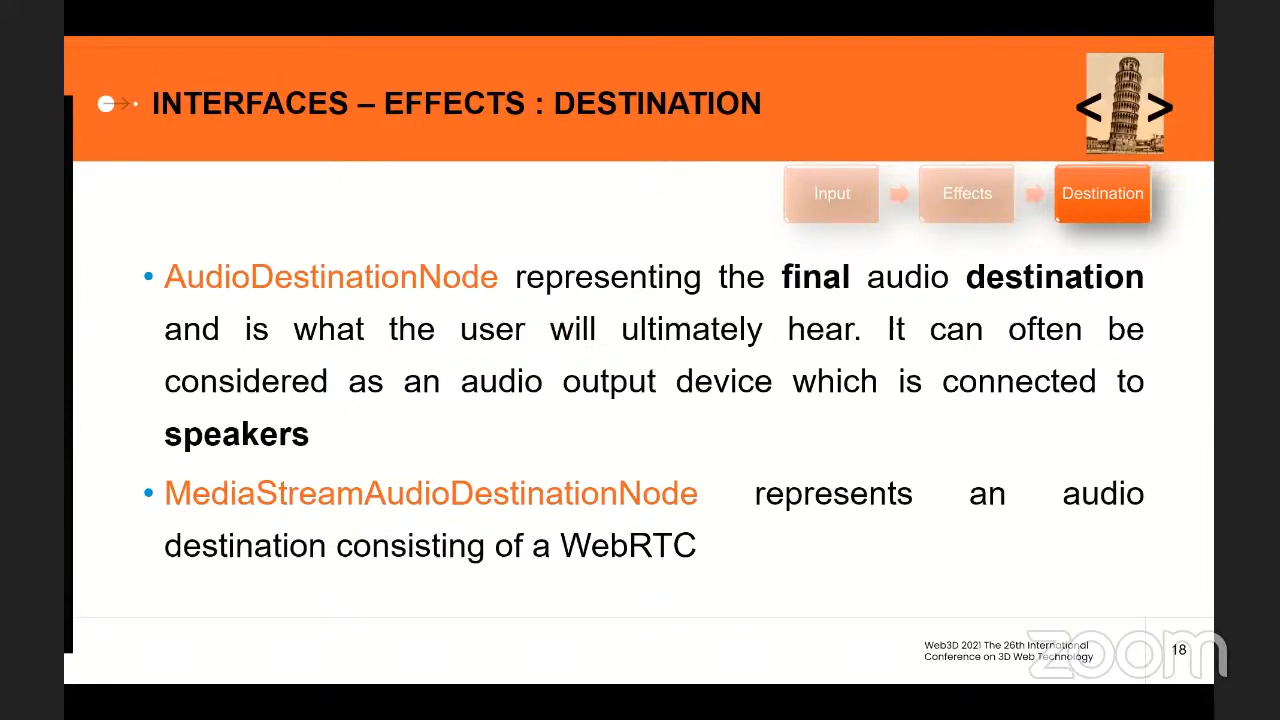 INTERFACES – EFFECTS : DESTINATION
< >
Input
Effects
Destination
• AudioDestinationNode representing the final audio destination
and is what the user will ultimately hear. It can often be
considered as an audio output device which is connected to
speakers
• MediaStreamAudioDestinationNode represents an audio
destination consisting of a WebRTC
Web3D 2021 The 26th International
Conference on 3D Web Technology
18
zoom